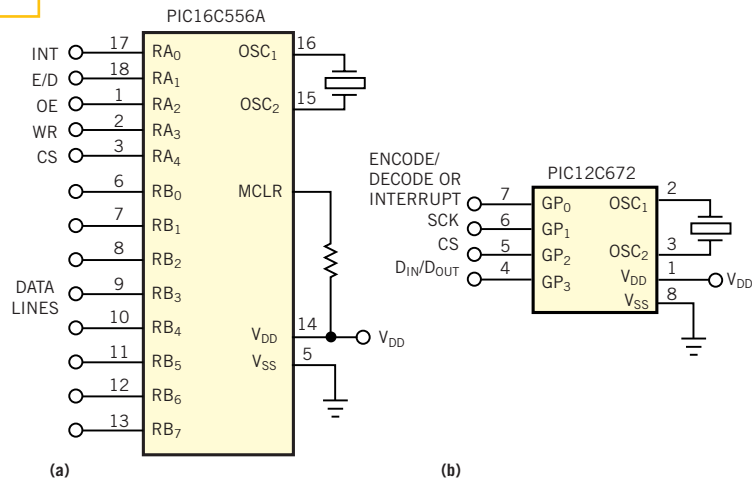 PIC16C556A
INT 17 RA0 OSC1 16
E/D 18 RA1
OE 1 RA2 OSC2 15
WR 2 RA3
CS 3 RA4
6 RB0 MCLR
7 RB1
8 RB2
DATA
LINES
9 RB3
10 RB4 VDD 14 VDD
11 RB5 VSS 5
12 RB6
13 RB7
(a)
PIC12C672
ENCODE/
DECODE OR
INTERRUPT 7 GP0 OSC1 2
SCK 6 GP1
CS 5 GP2 OSC2 3
DIN/DOUT 4 GP3 VDD 1 VDD
VSS 8
(b)